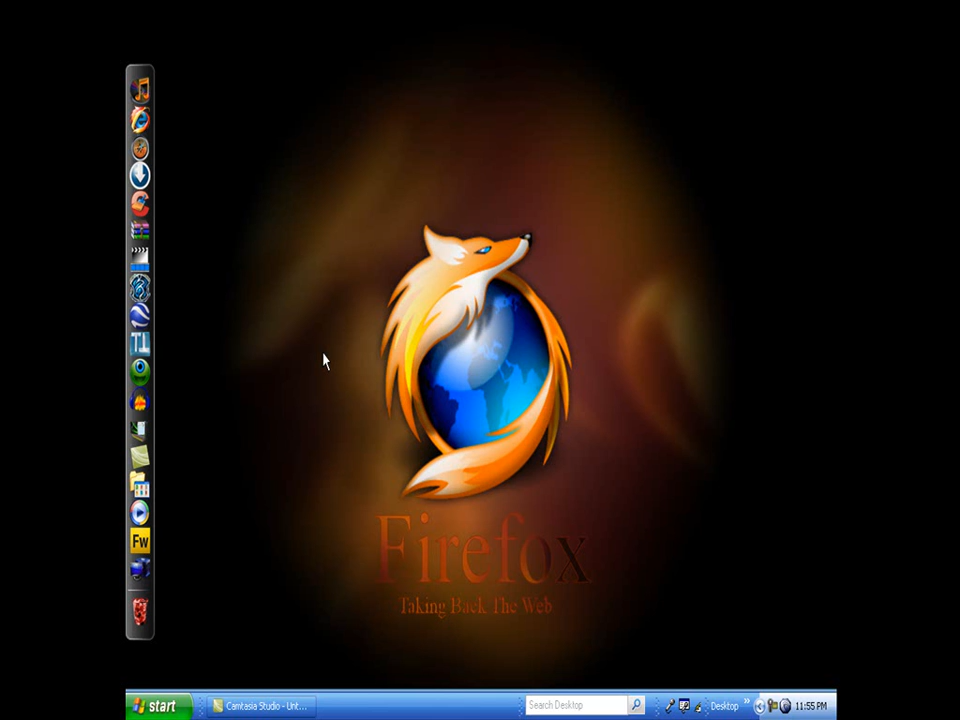 Fw
Firefox
Taking Back The Web
start
Camtasia Studio - Unt...
Search Desktop
Desktop
»
11:55 PM